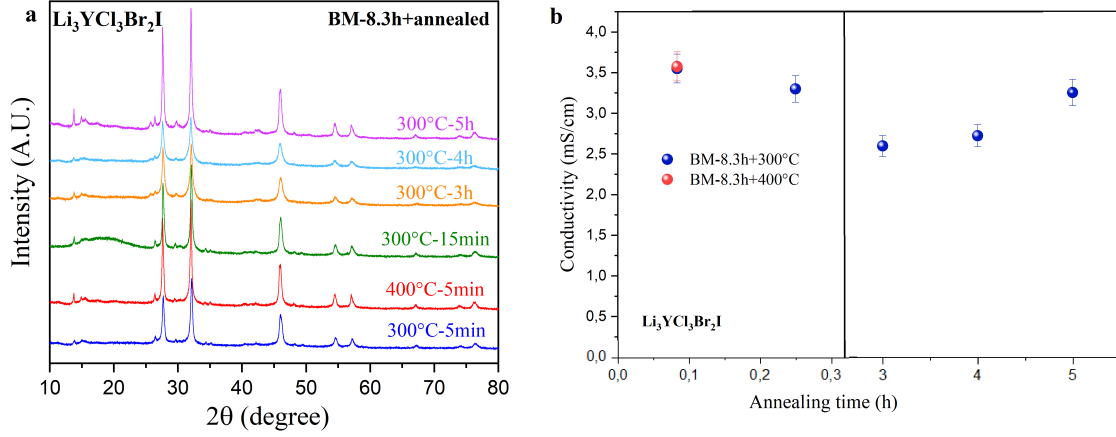 a
Li₃YCl₃Br₂I
BM-8.3h+annealed
Intensity (A.U.)
300°C-5h
300°C-4h
300°C-3h
300°C-15min
400°C-5min
300°C-5min
10 20 30 40 50 60 70 80
2θ (degree)
b
Conductivity (mS/cm)
4,0
3,5
3,0
2,5
2,0
1,5
1,0
0,5
0,0
BM-8.3h+300°C
BM-8.3h+400°C
Li₃YCl₃Br₂I
0,0 0,1 0,2 0,3 3 4 5
Annealing time (h)